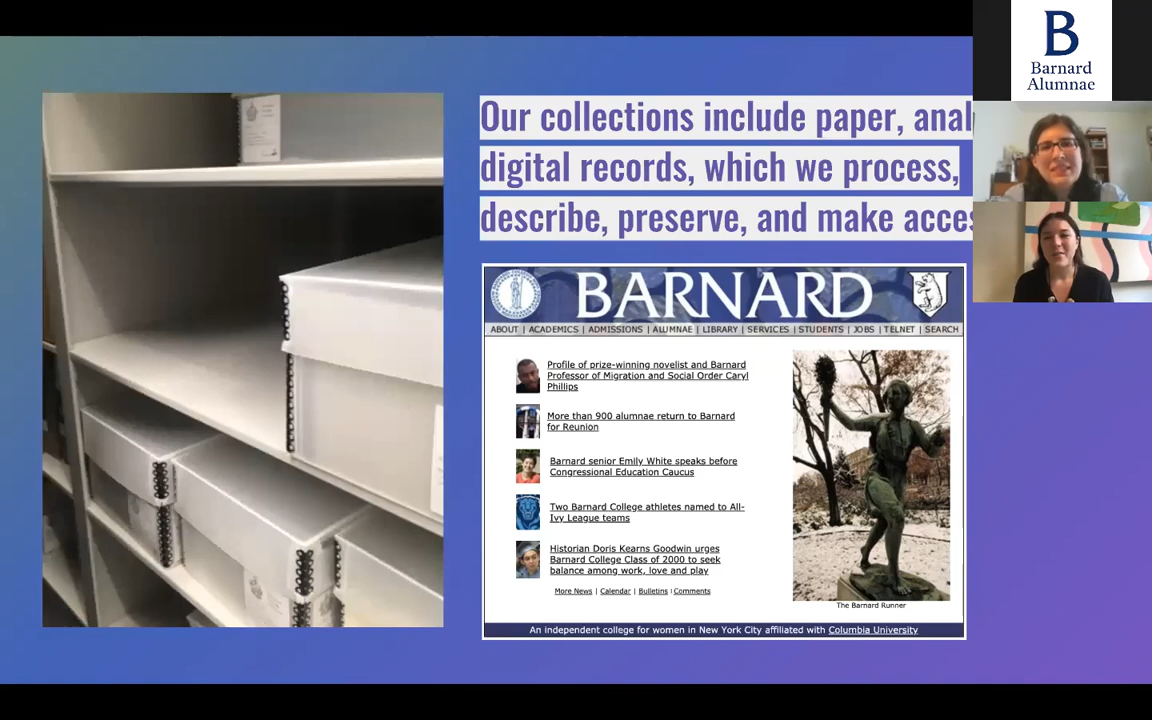 Our collections include paper, anal
digital records, which we process,
describe, preserve, and make acces
BARNARD
ABOUT | ACADEMICS | ADMISSIONS | ALUMNAE | LIBRARY | SERVICES | STUDENTS | JOBS | TELNET | SEARCH
Profile of prize-winning novelist and Barnard
Professor of Migration and Social Order Caryl
Phillips
More than 900 alumnae return to Barnard
for Reunion
Barnard senior Emily White speaks before
Congressional Education Caucus
Two Barnard College athletes named to All-
Ivy League teams
Historian Doris Kearns Goodwin urges
Barnard College Class of 2000 to seek
balance among work, love and play
More News | Calendar | Bulletins | Comments
The Barnard Runner
An independent college for women in New York City affiliated with Columbia University
B
Barnard
Alumnae